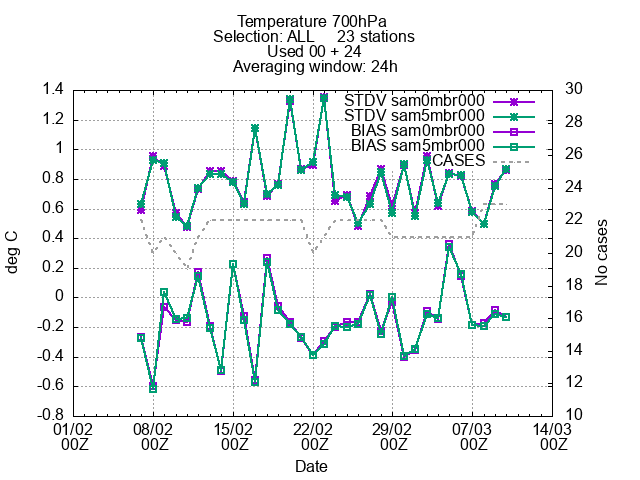 Temperature 700hPa
Selection: ALL 23 stations
Used 00 + 24
Averaging window: 24h
STDV sam0mbr000
STDV sam5mbr000
BIAS sam0mbr000
BIAS sam5mbr000
CASES
deg C
1.4
1.2
1
0.8
0.6
0.4
0.2
0
-0.2
-0.4
-0.6
-0.8
No cases
30
28
26
24
22
20
18
16
14
12
10
01/02 08/02 15/02 22/02 29/02 07/03 14/03
00Z 00Z 00Z 00Z 00Z 00Z 00Z
Date